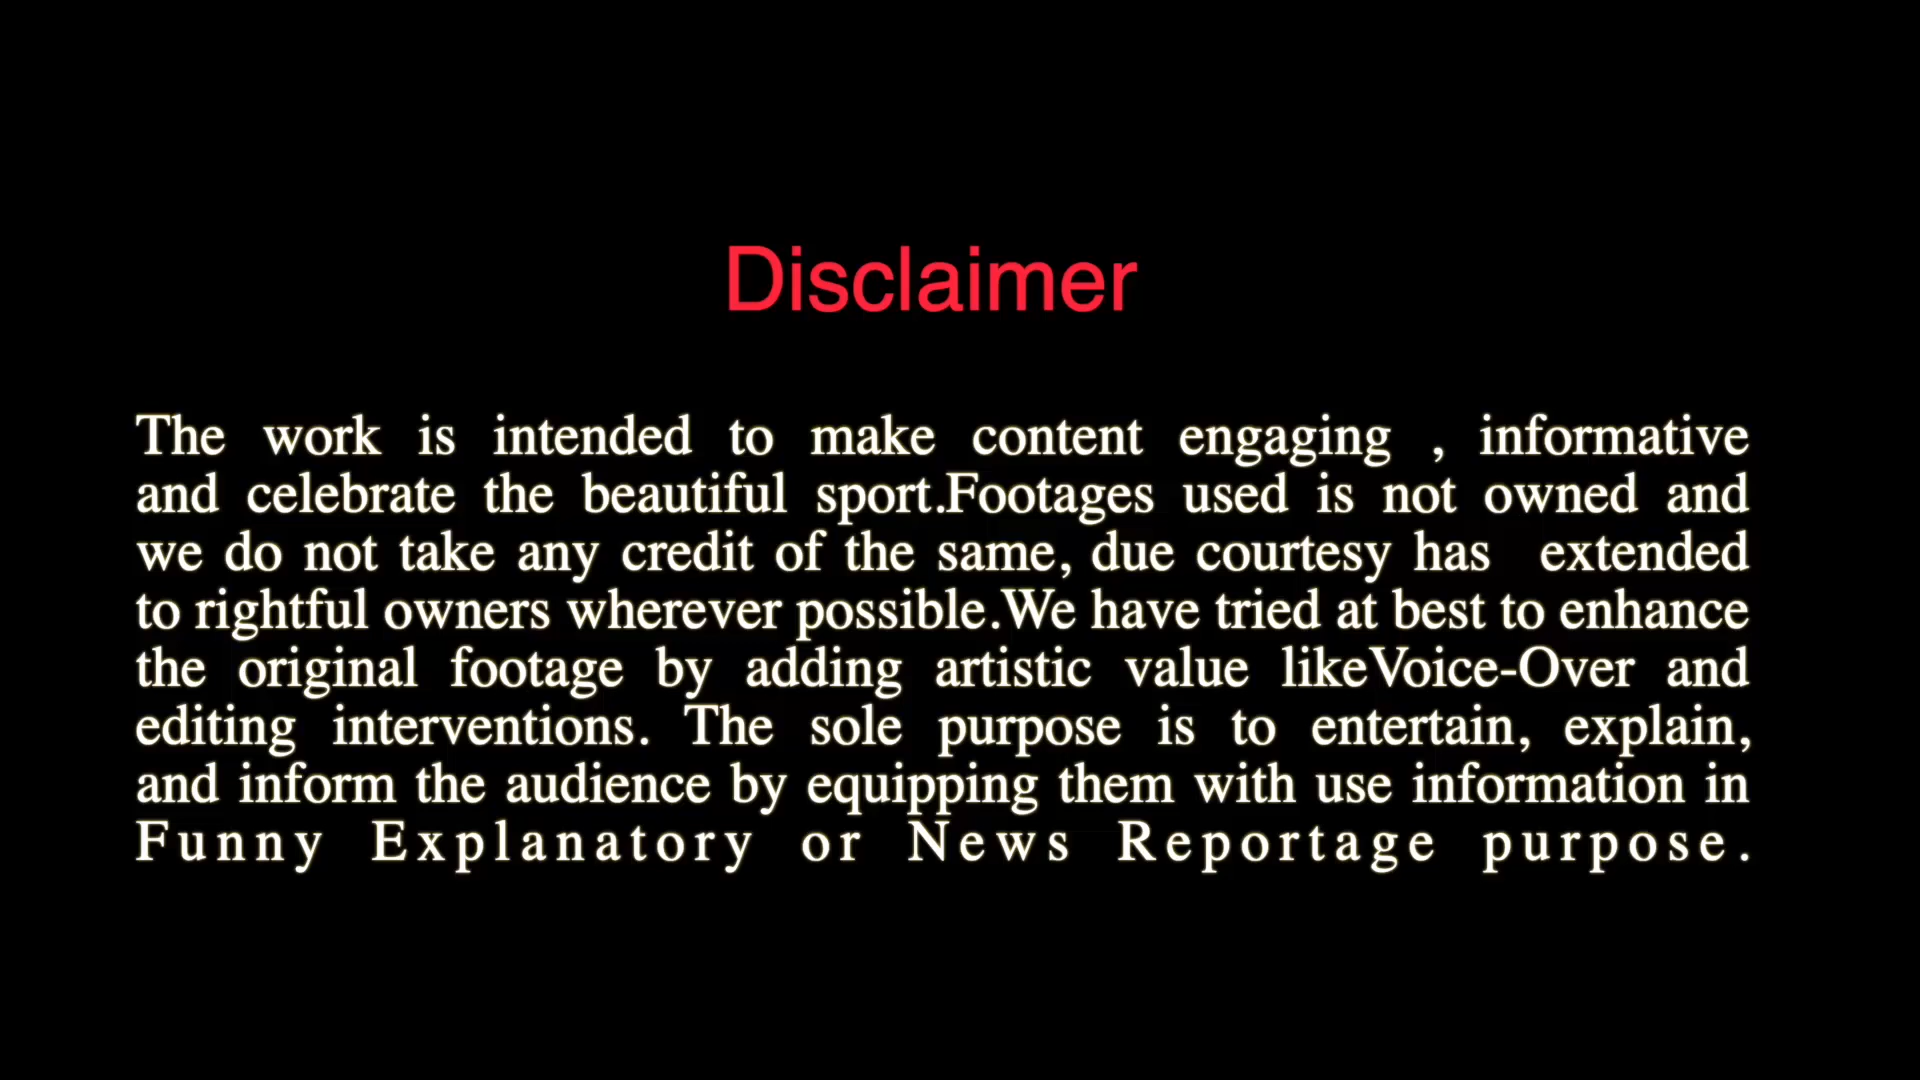 Disclaimer
The work is intended to make content engaging , informative
and celebrate the beautiful sport.Footages used is not owned and
we do not take any credit of the same, due courtesy has extended
to rightful owners wherever possible.We have tried at best to enhance
the original footage by adding artistic value likeVoice-Over and
editing interventions. The sole purpose is to entertain, explain,
and inform the audience by equipping them with use information in
Funny Explanatory or News Reportage purpose.